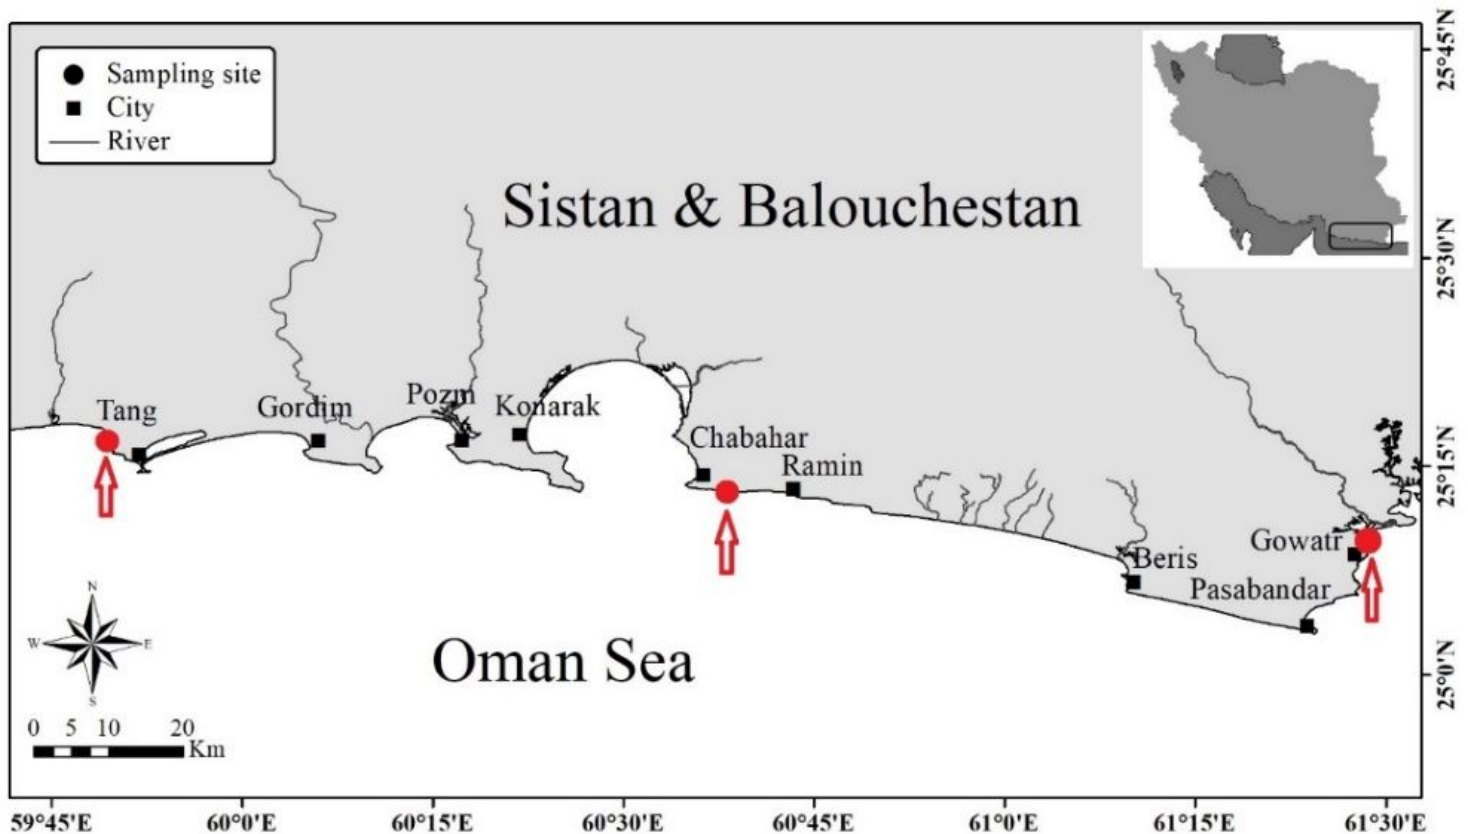 Sampling site
City
River
Sistan & Balouchestan
Tang
Gordim
Pozm
Konarak
Chabahar
Ramin
Beris
Gowatr
Pasabandar
Oman Sea
N
W
E
S
0 5 10 20
Km
25°45'N
25°30'N
25°15'N
25°0'N
59°45'E 60°0'E 60°15'E 60°30'E 60°45'E 61°0'E 61°15'E 61°30'E